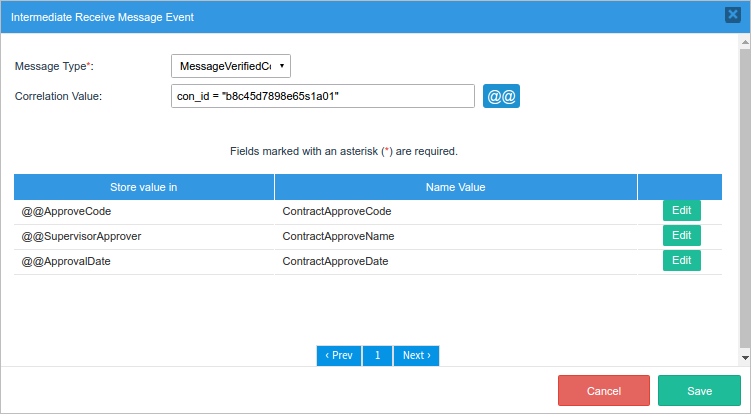 Intermediate Receive Message Event
Message Type*: MessageVerifiedCo
Correlation Value: con_id = "b8c45d7898e65s1a01" @@
Fields marked with an asterisk (*) are required.
Store value in Name Value
@@ApproveCode ContractApproveCode Edit
@@SupervisorApprover ContractApproveName Edit
@@ApprovalDate ContractApproveDate Edit
‹ Prev 1 Next ›
Cancel Save